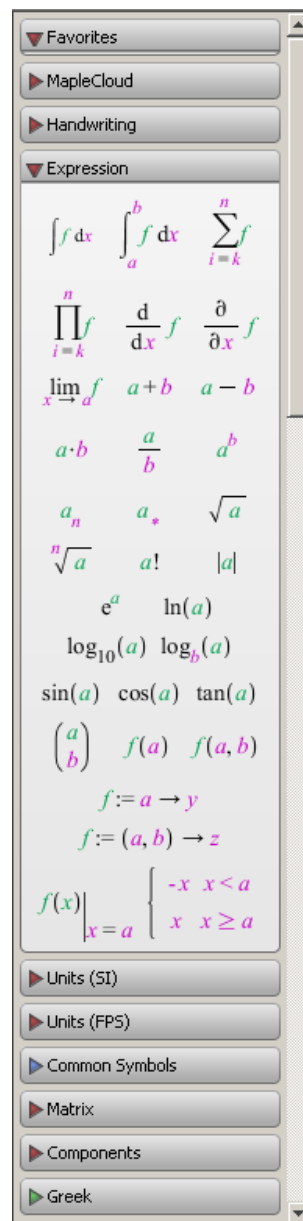 Favorites
MapleCloud
Handwriting
Expression
∫f dx ∫_a^b f dx ∑_{i=k}^n f
∏_{i=k}^n f d/dx f ∂/∂x f
lim_{x→a} f a+b a−b
a·b a/b a^b
a_n a_* √a
ⁿ√a a! |a|
e^a ln(a)
log₁₀(a) log_b(a)
sin(a) cos(a) tan(a)
(a b) f(a) f(a, b)
f := a → y
f := (a, b) → z
f(x)|_{x=a} { -x x < a
x x ≥ a
Units (SI)
Units (FPS)
Common Symbols
Matrix
Components
Greek